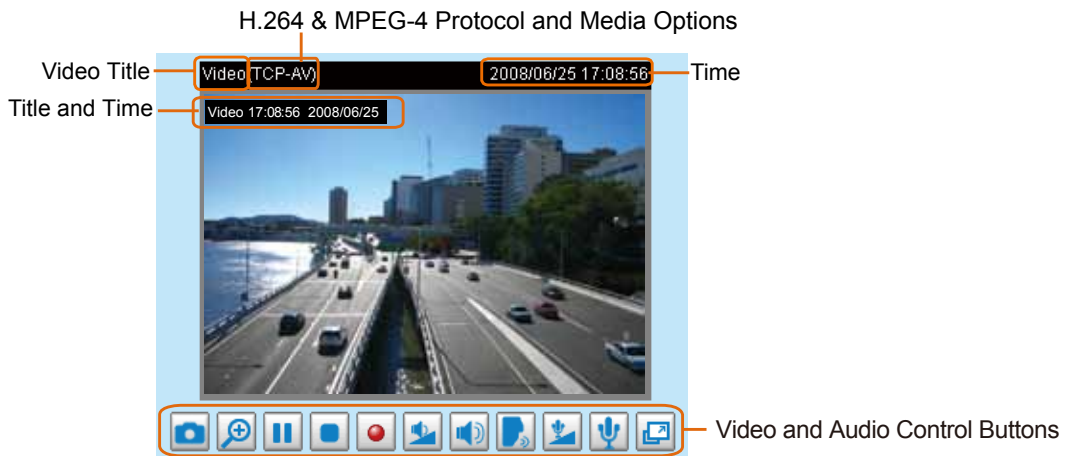 H.264 & MPEG-4 Protocol and Media Options
Video Title
Video (TCP-AV)
2008/06/25 17:08:56
Time
Title and Time
Video 17:08:56 2008/06/25
Video and Audio Control Buttons